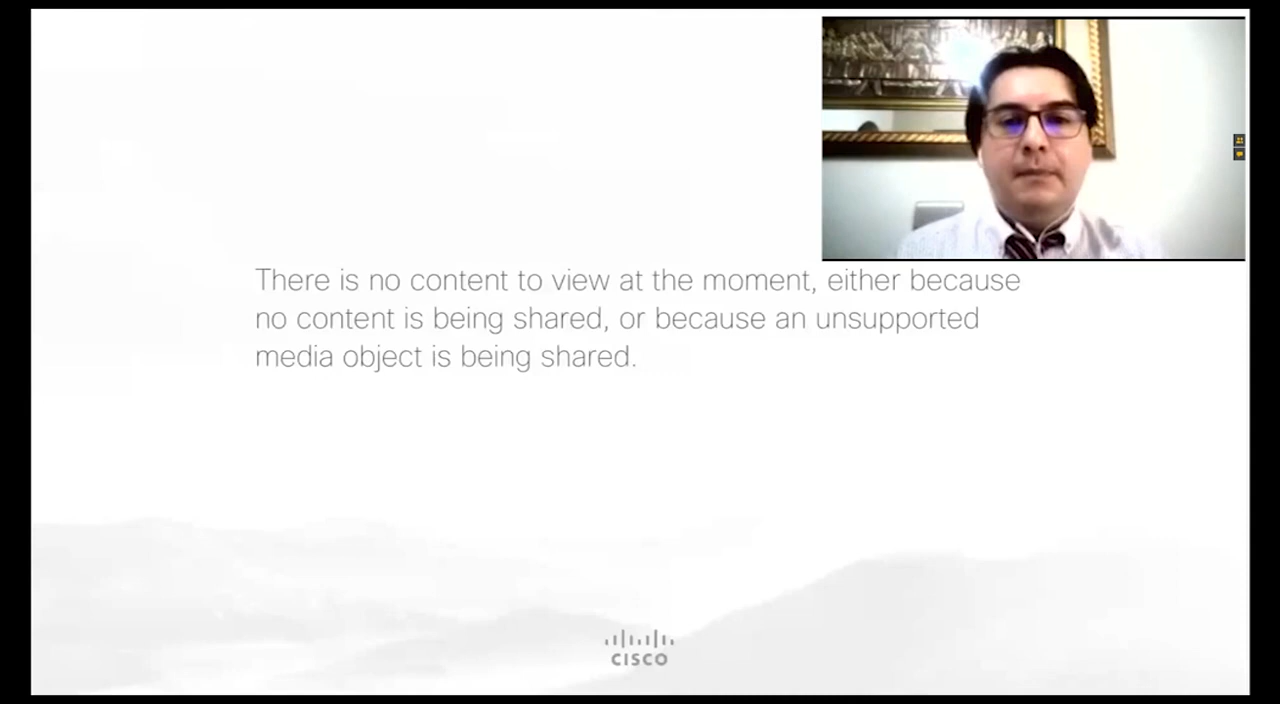 There is no content to view at the moment, either because
no content is being shared, or because an unsupported
media object is being shared.
CISCO